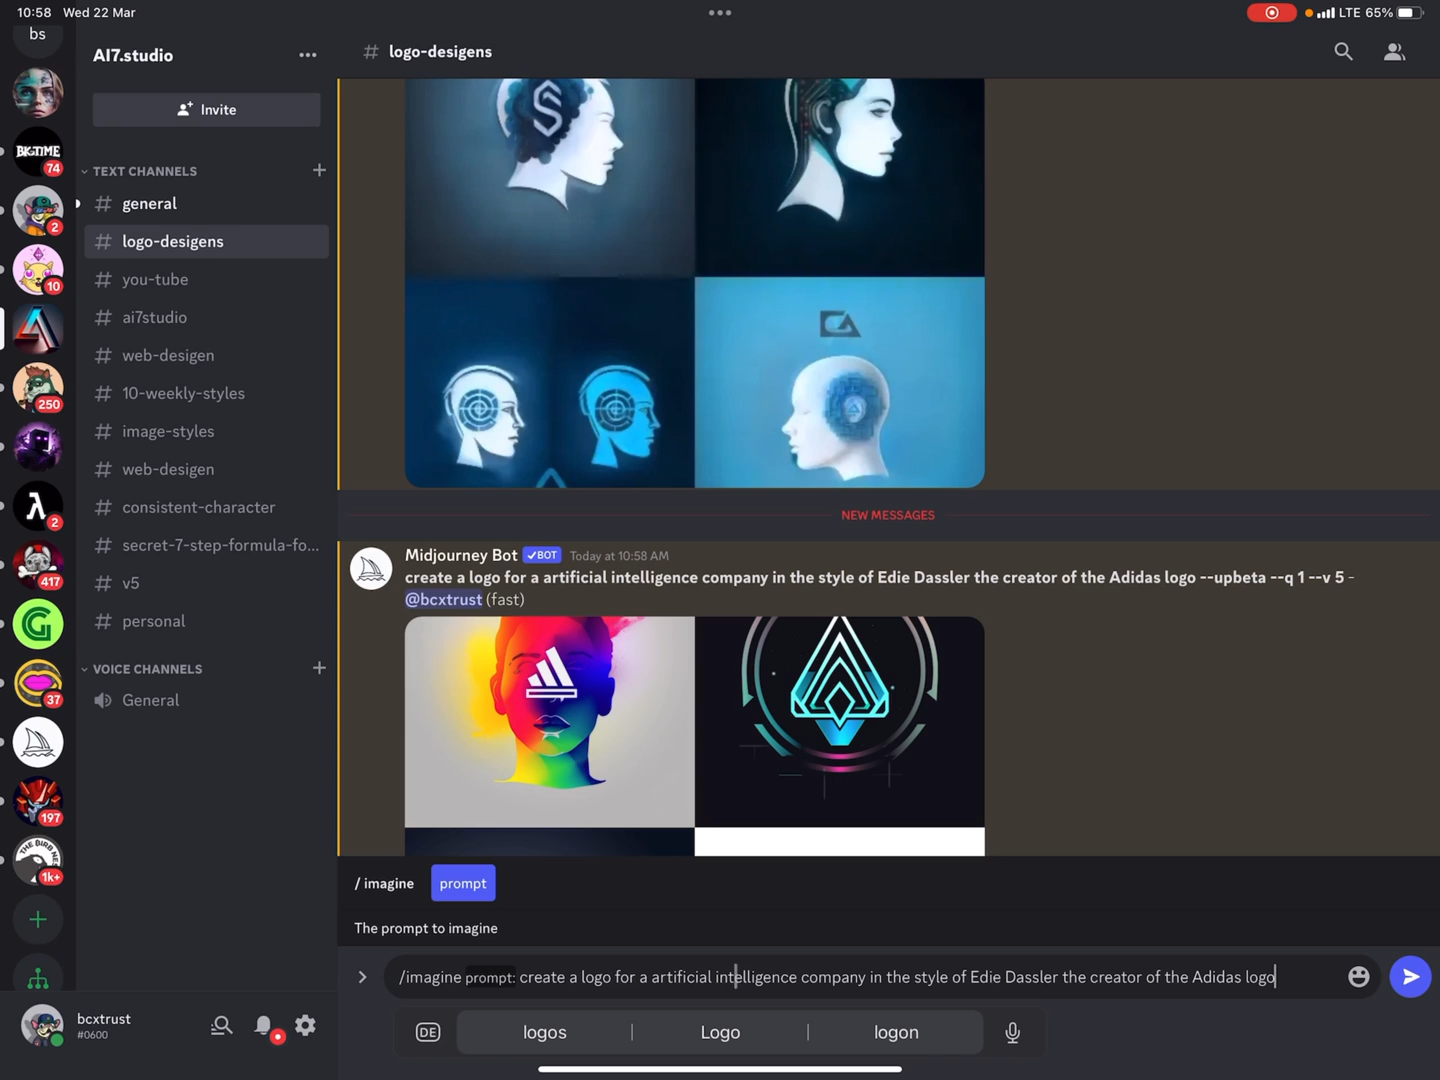 10:58 Wed 22 Mar
LTE 65%
bs
AI7.studio
# logo-desigens
Invite
TEXT CHANNELS
# general
# logo-desigens
# you-tube
# ai7studio
# web-desigen
# 10-weekly-styles
# image-styles
# web-desigen
# consistent-character
# secret-7-step-formula-fo...
# v5
# personal
VOICE CHANNELS
General
BIGTIME
74
2
10
250
2
417
G
37
197
THE BIRB NEST
1k+
bcxtrust
#0600
S
NEW MESSAGES
Midjourney Bot ✓BOT Today at 10:58 AM
create a logo for a artificial intelligence company in the style of Edie Dassler the creator of the Adidas logo --upbeta --q 1 --v 5 -
@bcxtrust (fast)
/ imagine prompt
The prompt to imagine
/imagine prompt: create a logo for a artificial intelligence company in the style of Edie Dassler the creator of the Adidas logo
DE logos Logo logon